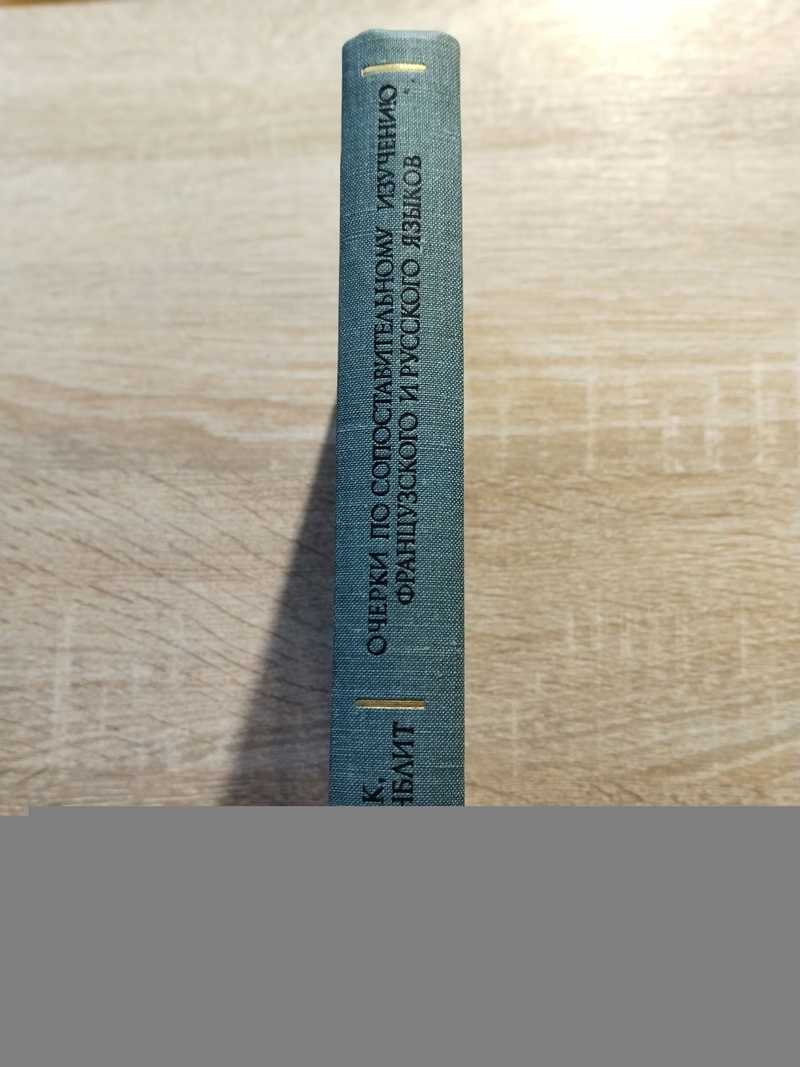 ОЧЕРКИ ПО СОПОСТАВИТЕЛЬНОМУ ИЗУЧЕНИЮ
ФРАНЦУЗСКОГО И РУССКОГО ЯЗЫКОВ